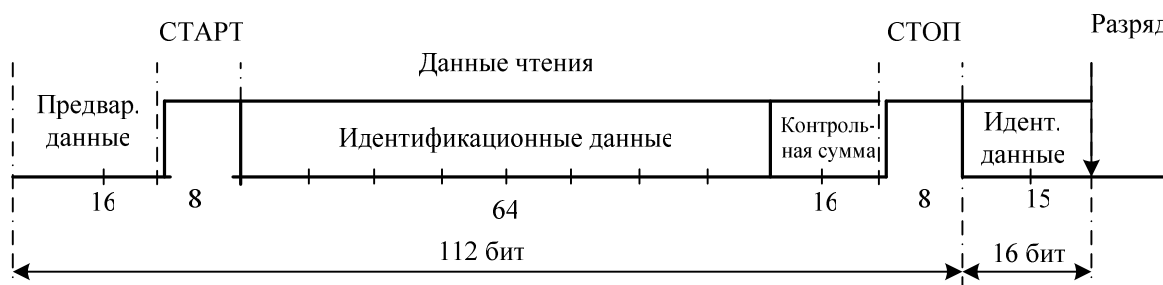 СТАРТ
СТОП
Разряд
Данные чтения
Предвар.
данные
Идентификационные данные
Контроль-
ная сумма
Идент.
данные
16
8
64
16
8
15
112 бит
16 бит